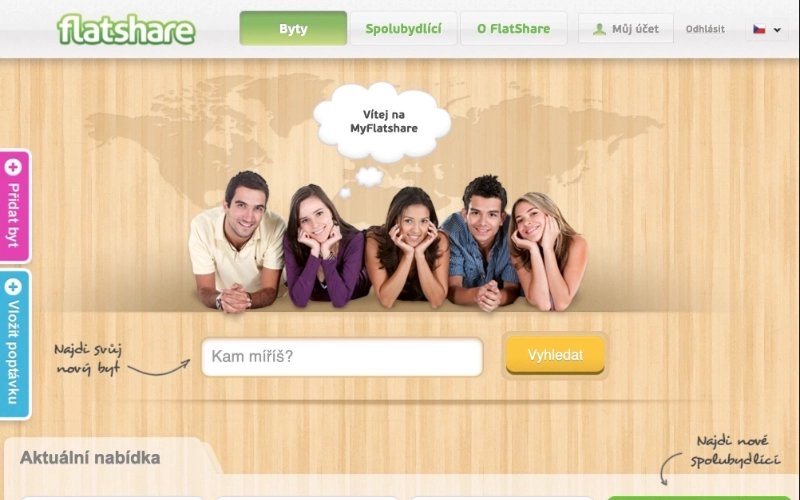 flatshare
Byty
Spolubydlící
O FlatShare
Můj účet
Odhlásit
Vítej na
MyFlatshare
Přidat byt
Vložit poptávku
Najdi svůj
nový byt
Kam míříš?
Vyhledat
Aktuální nabídka
Najdi nové
spolubydlící